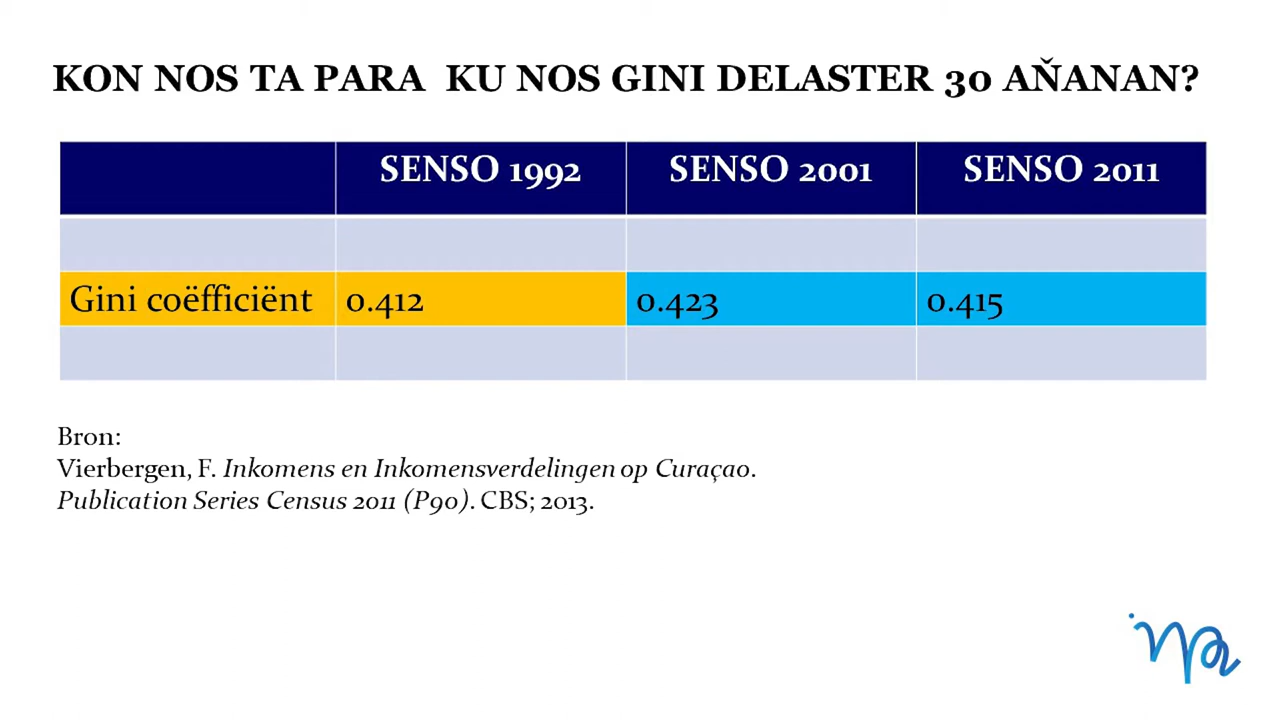 KON NOS TA PARA KU NOS GINI DELASTER 30 AŇANAN?
SENSO 1992 SENSO 2001 SENSO 2011
Gini coëfficiënt 0.412 0.423 0.415
Bron:
Vierbergen, F. Inkomens en Inkomensverdelingen op Curaçao.
Publication Series Census 2011 (P90). CBS; 2013.